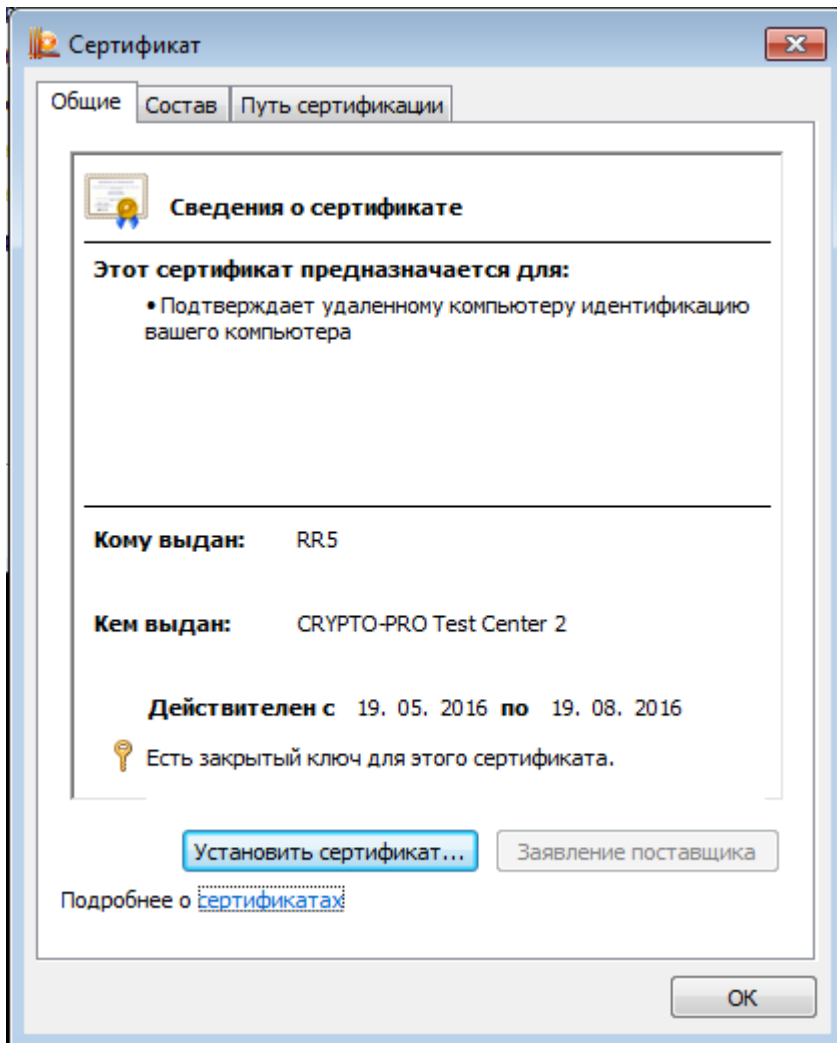 Сертификат
Общие Состав Путь сертификации
Сведения о сертификате
Этот сертификат предназначается для:
• Подтверждает удаленному компьютеру идентификацию
вашего компьютера
Кому выдан: RR5
Кем выдан: CRYPTO-PRO Test Center 2
Действителен с 19. 05. 2016 по 19. 08. 2016
Есть закрытый ключ для этого сертификата.
Установить сертификат... Заявление поставщика
Подробнее о сертификатах
ОК